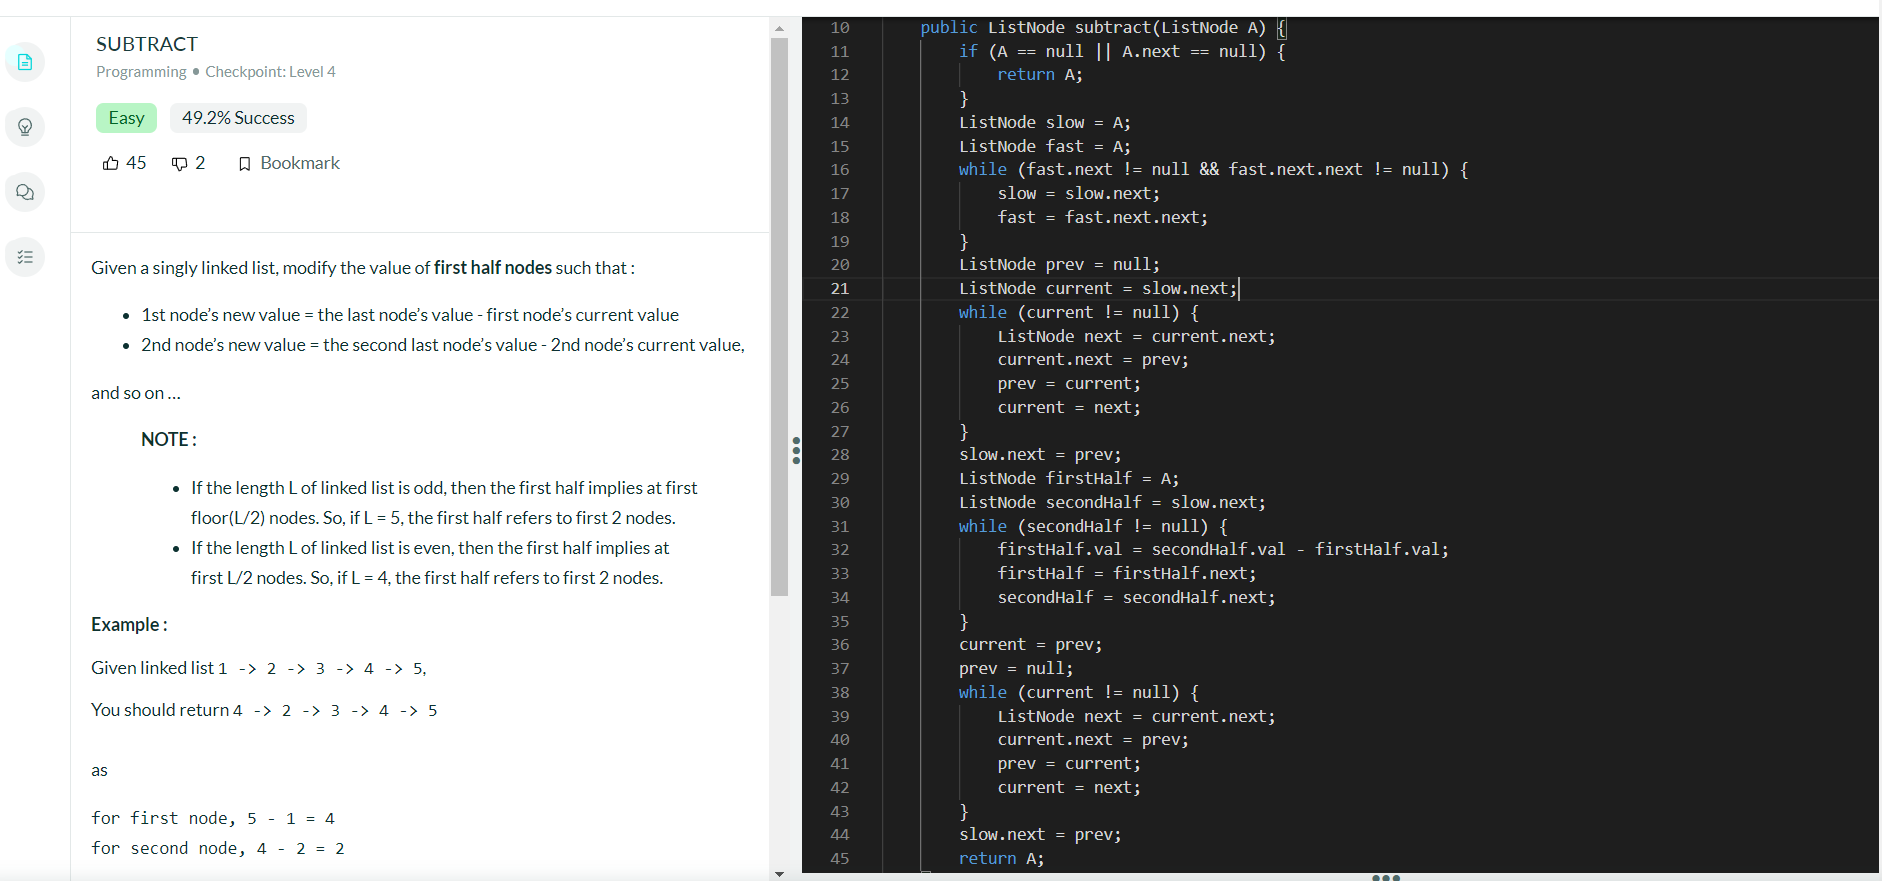 SUBTRACT
Programming • Checkpoint: Level 4
Easy 49.2% Success
45 2 Bookmark
Given a singly linked list, modify the value of first half nodes such that :
• 1st node’s new value = the last node’s value - first node’s current value
• 2nd node’s new value = the second last node’s value - 2nd node’s current value,
and so on …
NOTE :
• If the length L of linked list is odd, then the first half implies at first
floor(L/2) nodes. So, if L = 5, the first half refers to first 2 nodes.
• If the length L of linked list is even, then the first half implies at
first L/2 nodes. So, if L = 4, the first half refers to first 2 nodes.
Example :
Given linked list 1 -> 2 -> 3 -> 4 -> 5,
You should return 4 -> 2 -> 3 -> 4 -> 5
as
for first node, 5 - 1 = 4
for second node, 4 - 2 = 2
10 public ListNode subtract(ListNode A) {
11 if (A == null || A.next == null) {
12 return A;
13 }
14 ListNode slow = A;
15 ListNode fast = A;
16 while (fast.next != null && fast.next.next != null) {
17 slow = slow.next;
18 fast = fast.next.next;
19 }
20 ListNode prev = null;
21 ListNode current = slow.next;
22 while (current != null) {
23 ListNode next = current.next;
24 current.next = prev;
25 prev = current;
26 current = next;
27 }
28 slow.next = prev;
29 ListNode firstHalf = A;
30 ListNode secondHalf = slow.next;
31 while (secondHalf != null) {
32 firstHalf.val = secondHalf.val - firstHalf.val;
33 firstHalf = firstHalf.next;
34 secondHalf = secondHalf.next;
35 }
36 current = prev;
37 prev = null;
38 while (current != null) {
39 ListNode next = current.next;
40 current.next = prev;
41 prev = current;
42 current = next;
43 }
44 slow.next = prev;
45 return A;